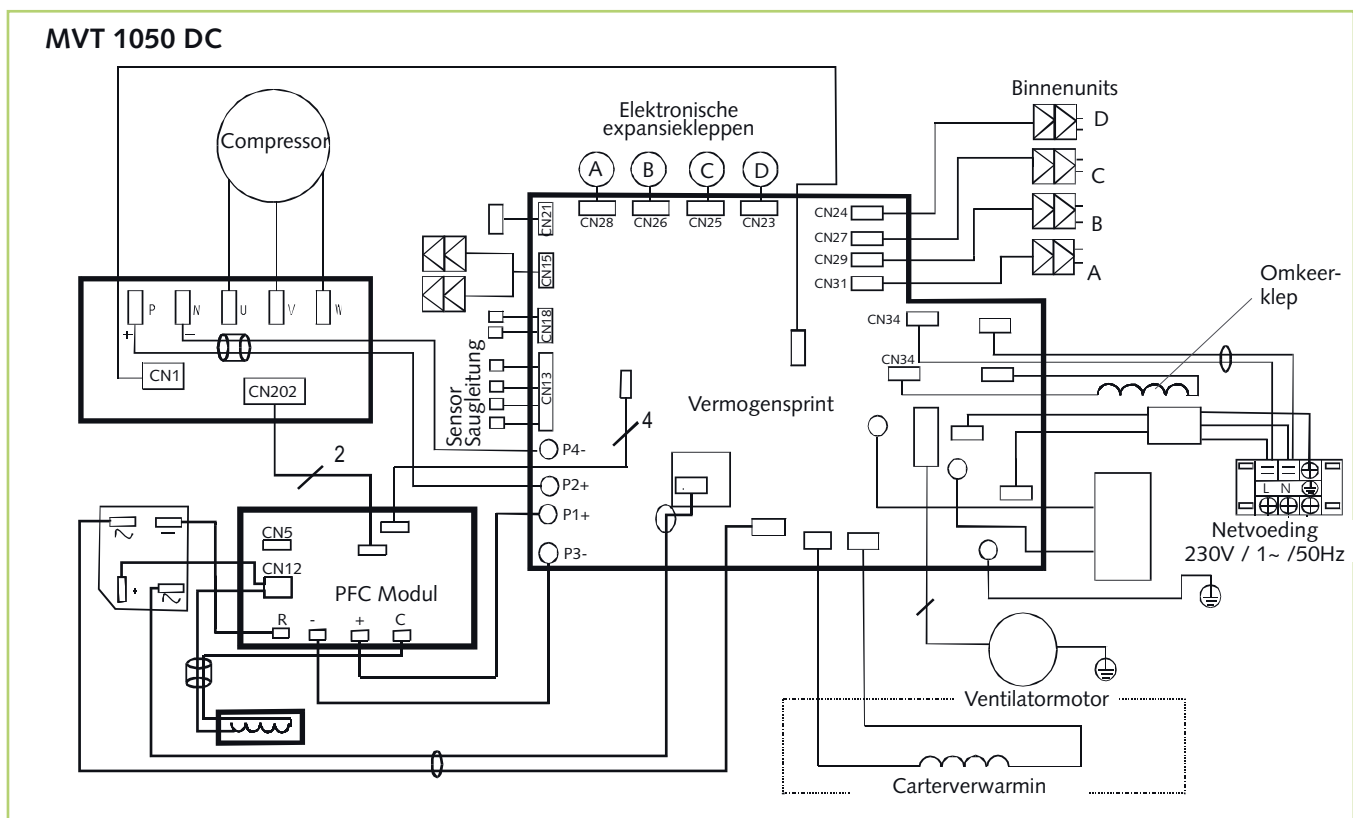 MVT 1050 DC
Compressor
Elektronische
expansiekleppen
A B C D
CN28 CN26 CN25 CN23
Binnenunits
D
C
B
A
CN24
CN27
CN29
CN31
CN21
CN15
CN18
CN13
Sensor
Saugleitung
P N U V W
+ −
CN1
CN202
2
4
Vermogensprint
CN34
CN34
Omkeer-
klep
P4-
P2+
P1+
P3-
L N
Netvoeding
230V / 1~ /50Hz
CN5
CN12
PFC Modul
R - + C
+
Ventilatormotor
Carterverwarmin